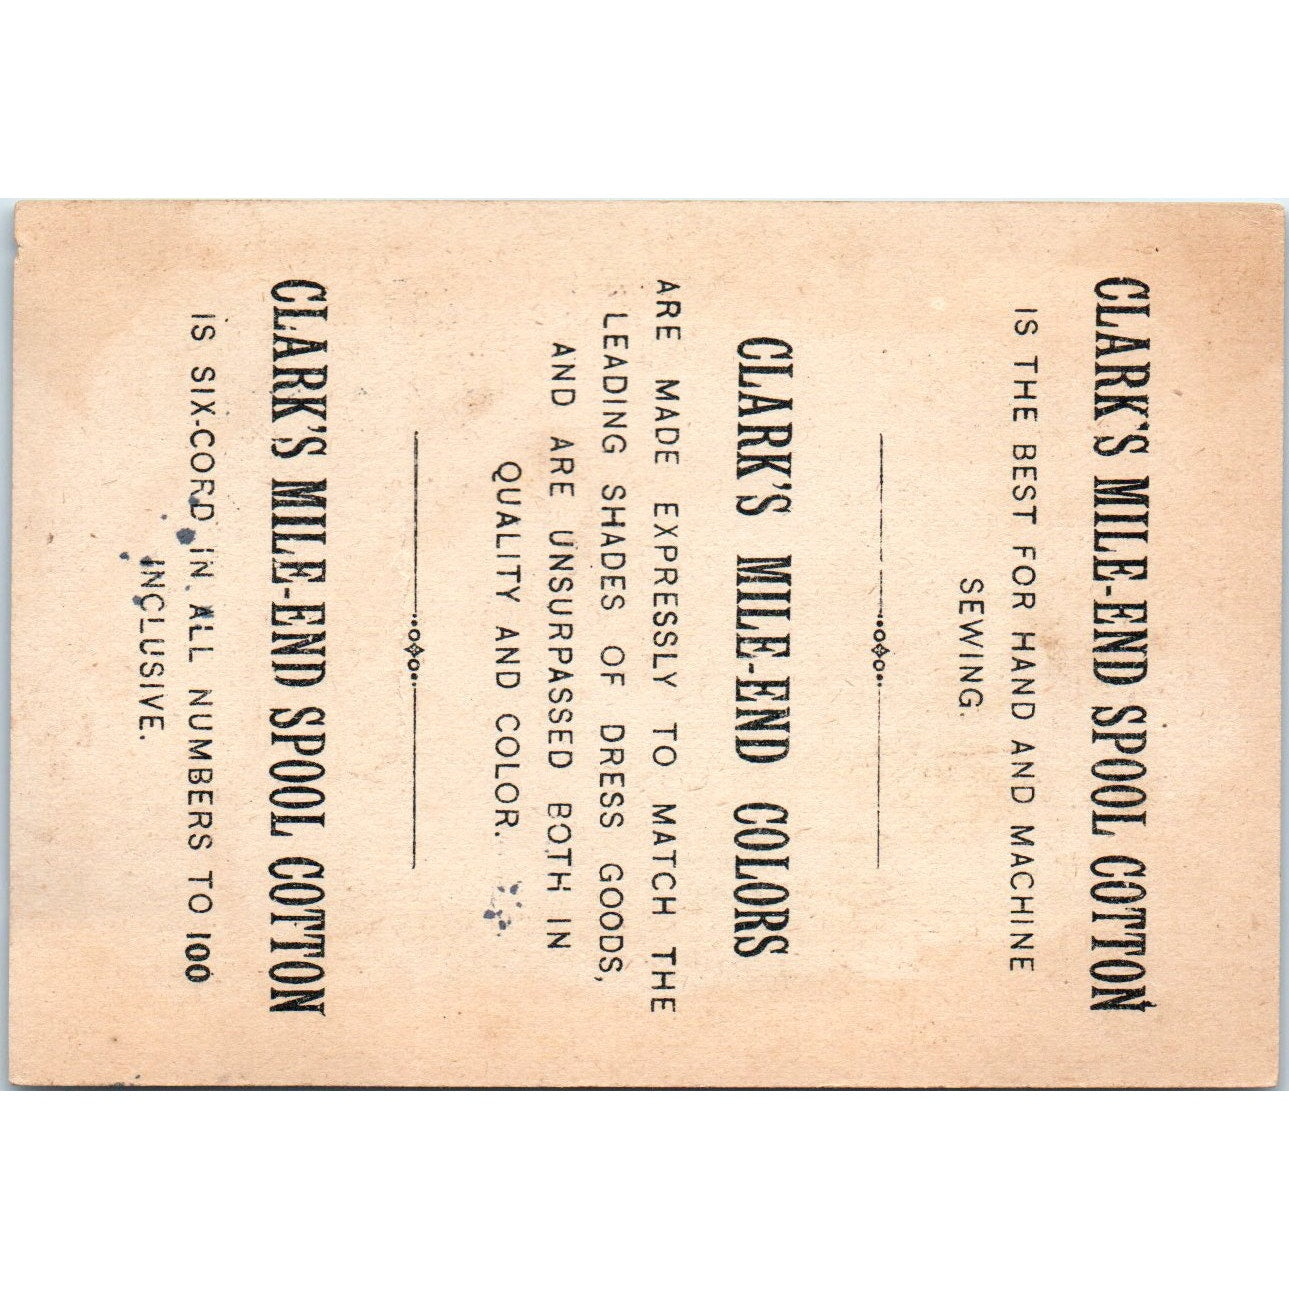 CLARK'S MILE-END SPOOL COTTON
IS THE BEST FOR HAND AND MACHINE
SEWING.
CLARK'S MILE-END COLORS
ARE MADE EXPRESSLY TO MATCH THE
LEADING SHADES OF DRESS GOODS,
AND ARE UNSURPASSED BOTH IN
QUALITY AND COLOR.
CLARK'S MILE-END SPOOL COTTON
IS SIX-CORD IN ALL NUMBERS TO 100
INCLUSIVE.